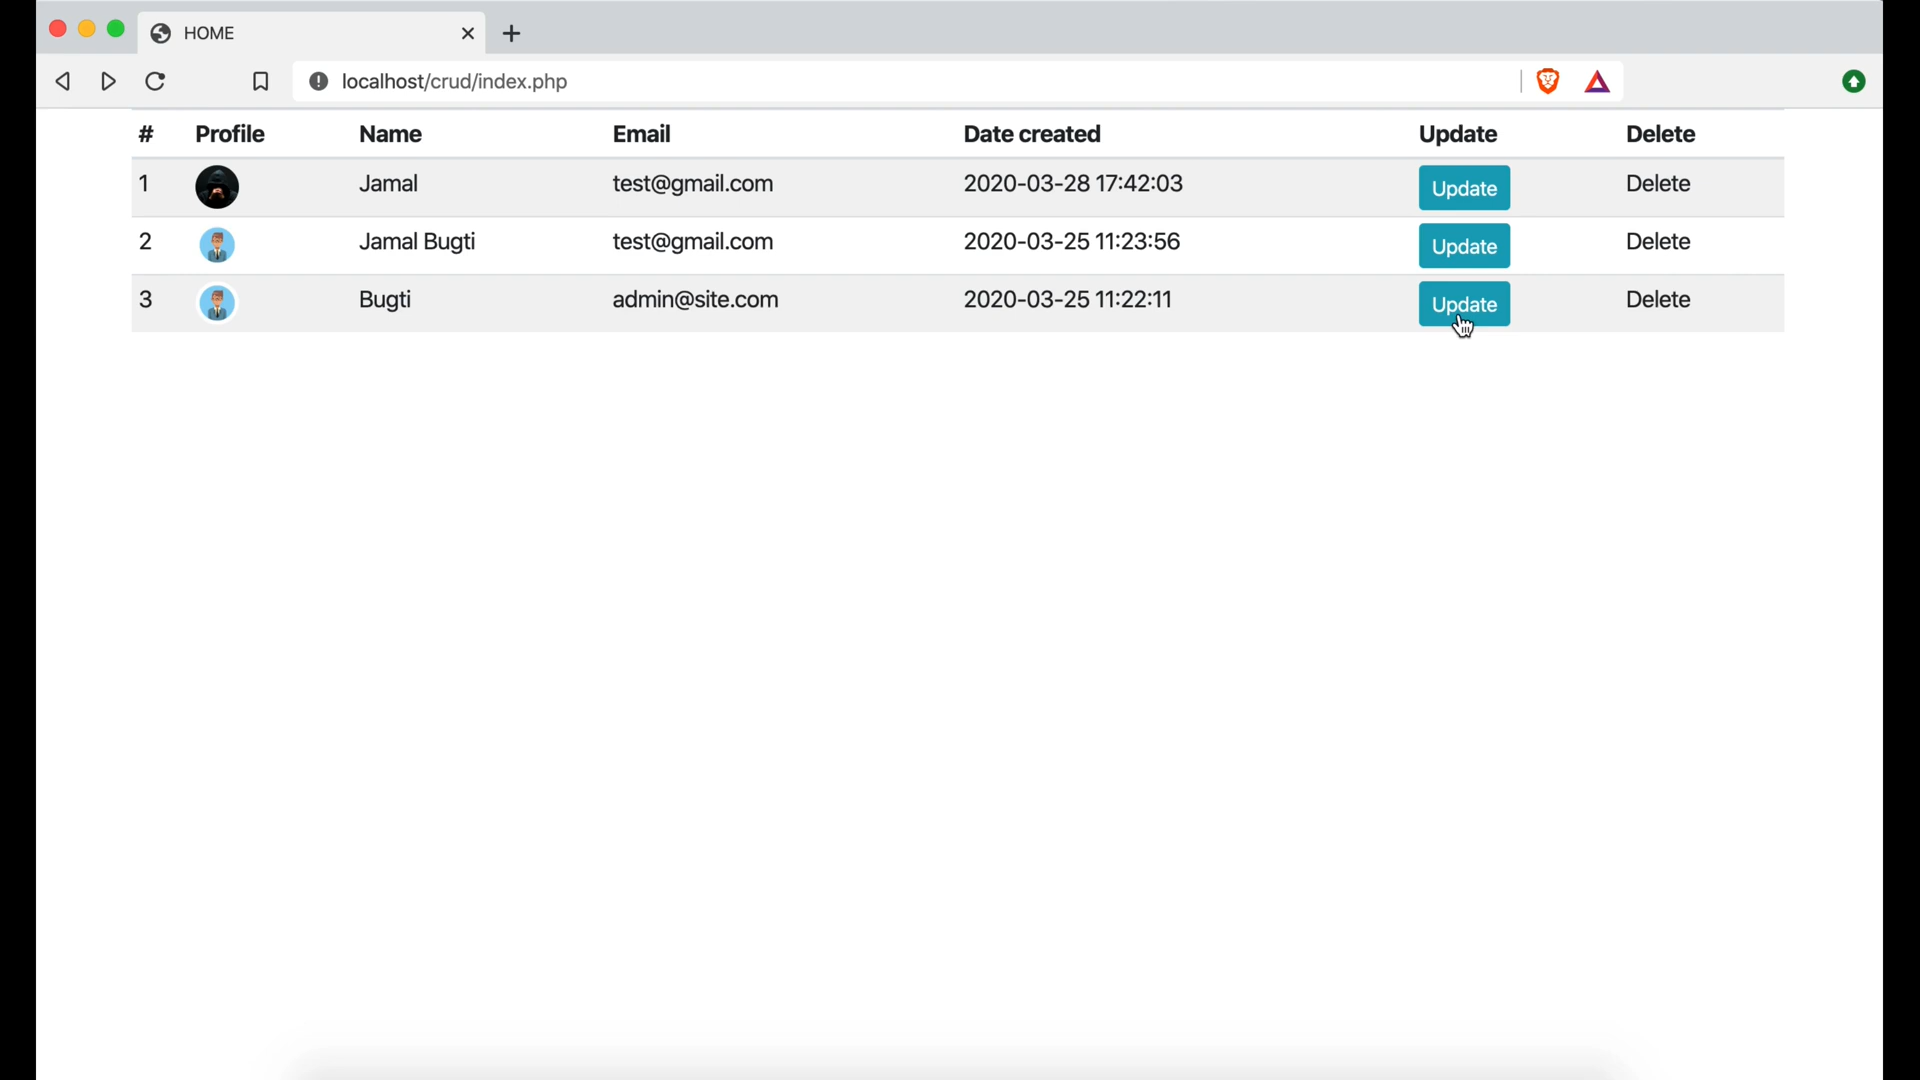 HOME
localhost/crud/index.php
# Profile Name Email Date created Update Delete
1 Jamal test@gmail.com 2020-03-28 17:42:03 Update Delete
2 Jamal Bugti test@gmail.com 2020-03-25 11:23:56 Update Delete
3 Bugti admin@site.com 2020-03-25 11:22:11 Update Delete